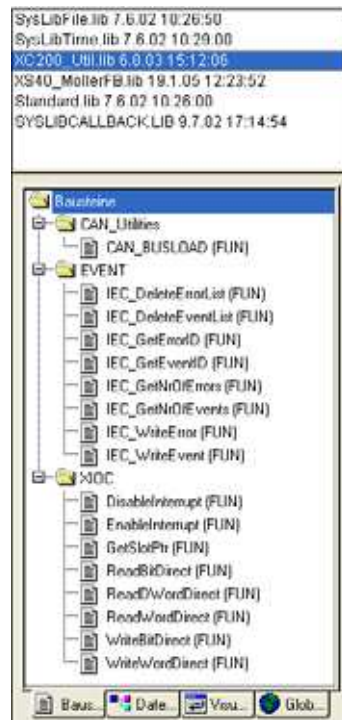 SysLibFile.lib 7.6.02 10:26:50
SysLibTime.lib 7.6.02 10:29:00
XC200_Util.lib 6.8.03 15:12:06
XS40_MollerFB.lib 19.1.05 12:23:52
Standard.lib 7.6.02 10:26:00
SYSLIBCALLBACK.LIB 9.7.02 17:14:54
Bausteine
CAN_Utilities
CAN_BUSLOAD (FUN)
EVENT
IEC_DeleteErrorList (FUN)
IEC_DeleteEventList (FUN)
IEC_GetErrorID (FUN)
IEC_GetEventID (FUN)
IEC_GetNrOfErrors (FUN)
IEC_GetNrOfEvents (FUN)
IEC_WriteError (FUN)
IEC_WriteEvent (FUN)
XIOC
DisableInterrupt (FUN)
EnableInterrupt (FUN)
GetSlotPtr (FUN)
ReadBitDirect (FUN)
ReadDWordDirect (FUN)
ReadWordDirect (FUN)
WriteBitDirect (FUN)
WriteWordDirect (FUN)
Baus... Date... Visu... Glob...